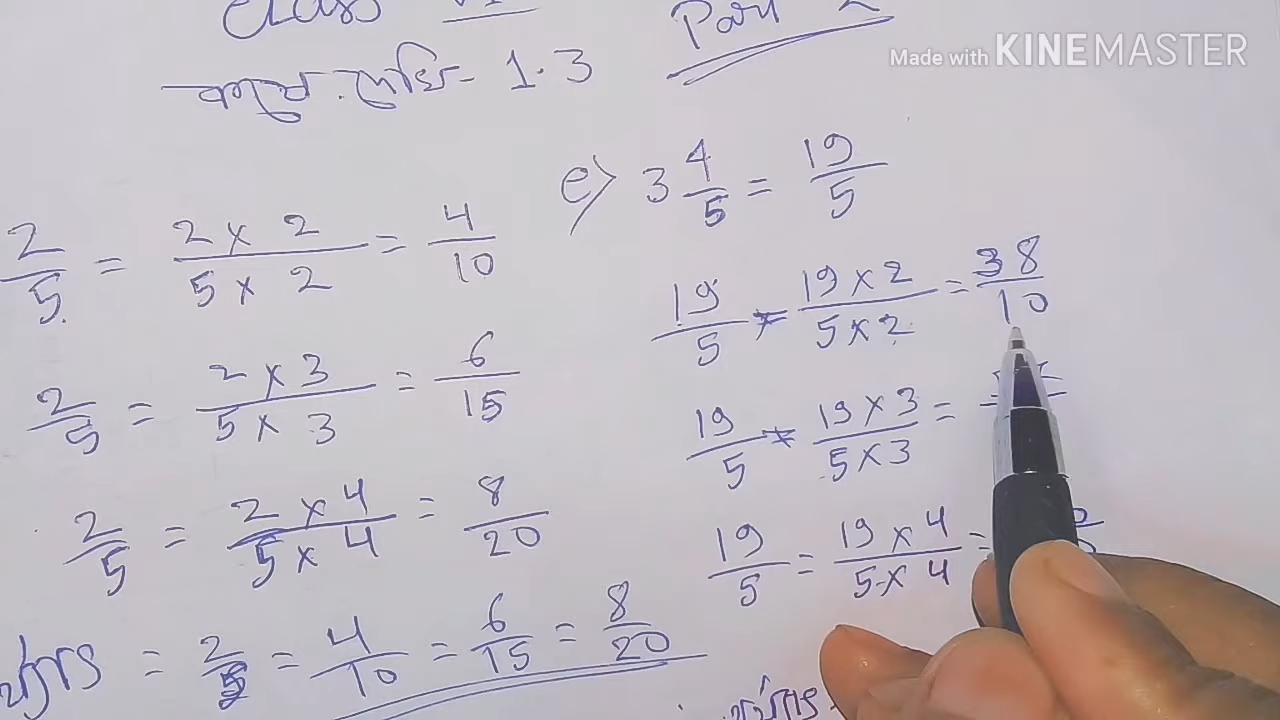 Class VI Part 2
Made with KINEMASTER
কষে দেখি- 1.3
2/5 = 2 x 2 / 5 x 2 = 4/10
2/5 = 2 x 3 / 5 x 3 = 6/15
2/5 = 2 x 4 / 5 x 4 = 8/20
= 2/5 = 4/10 = 6/15 = 8/20
e) 3 4/5 = 19/5
19/5 = 19 x 2 / 5 x 2 = 38/10
19/5 = 19 x 3 / 5 x 3 =
19/5 = 19 x 4 / 5 x 4 =